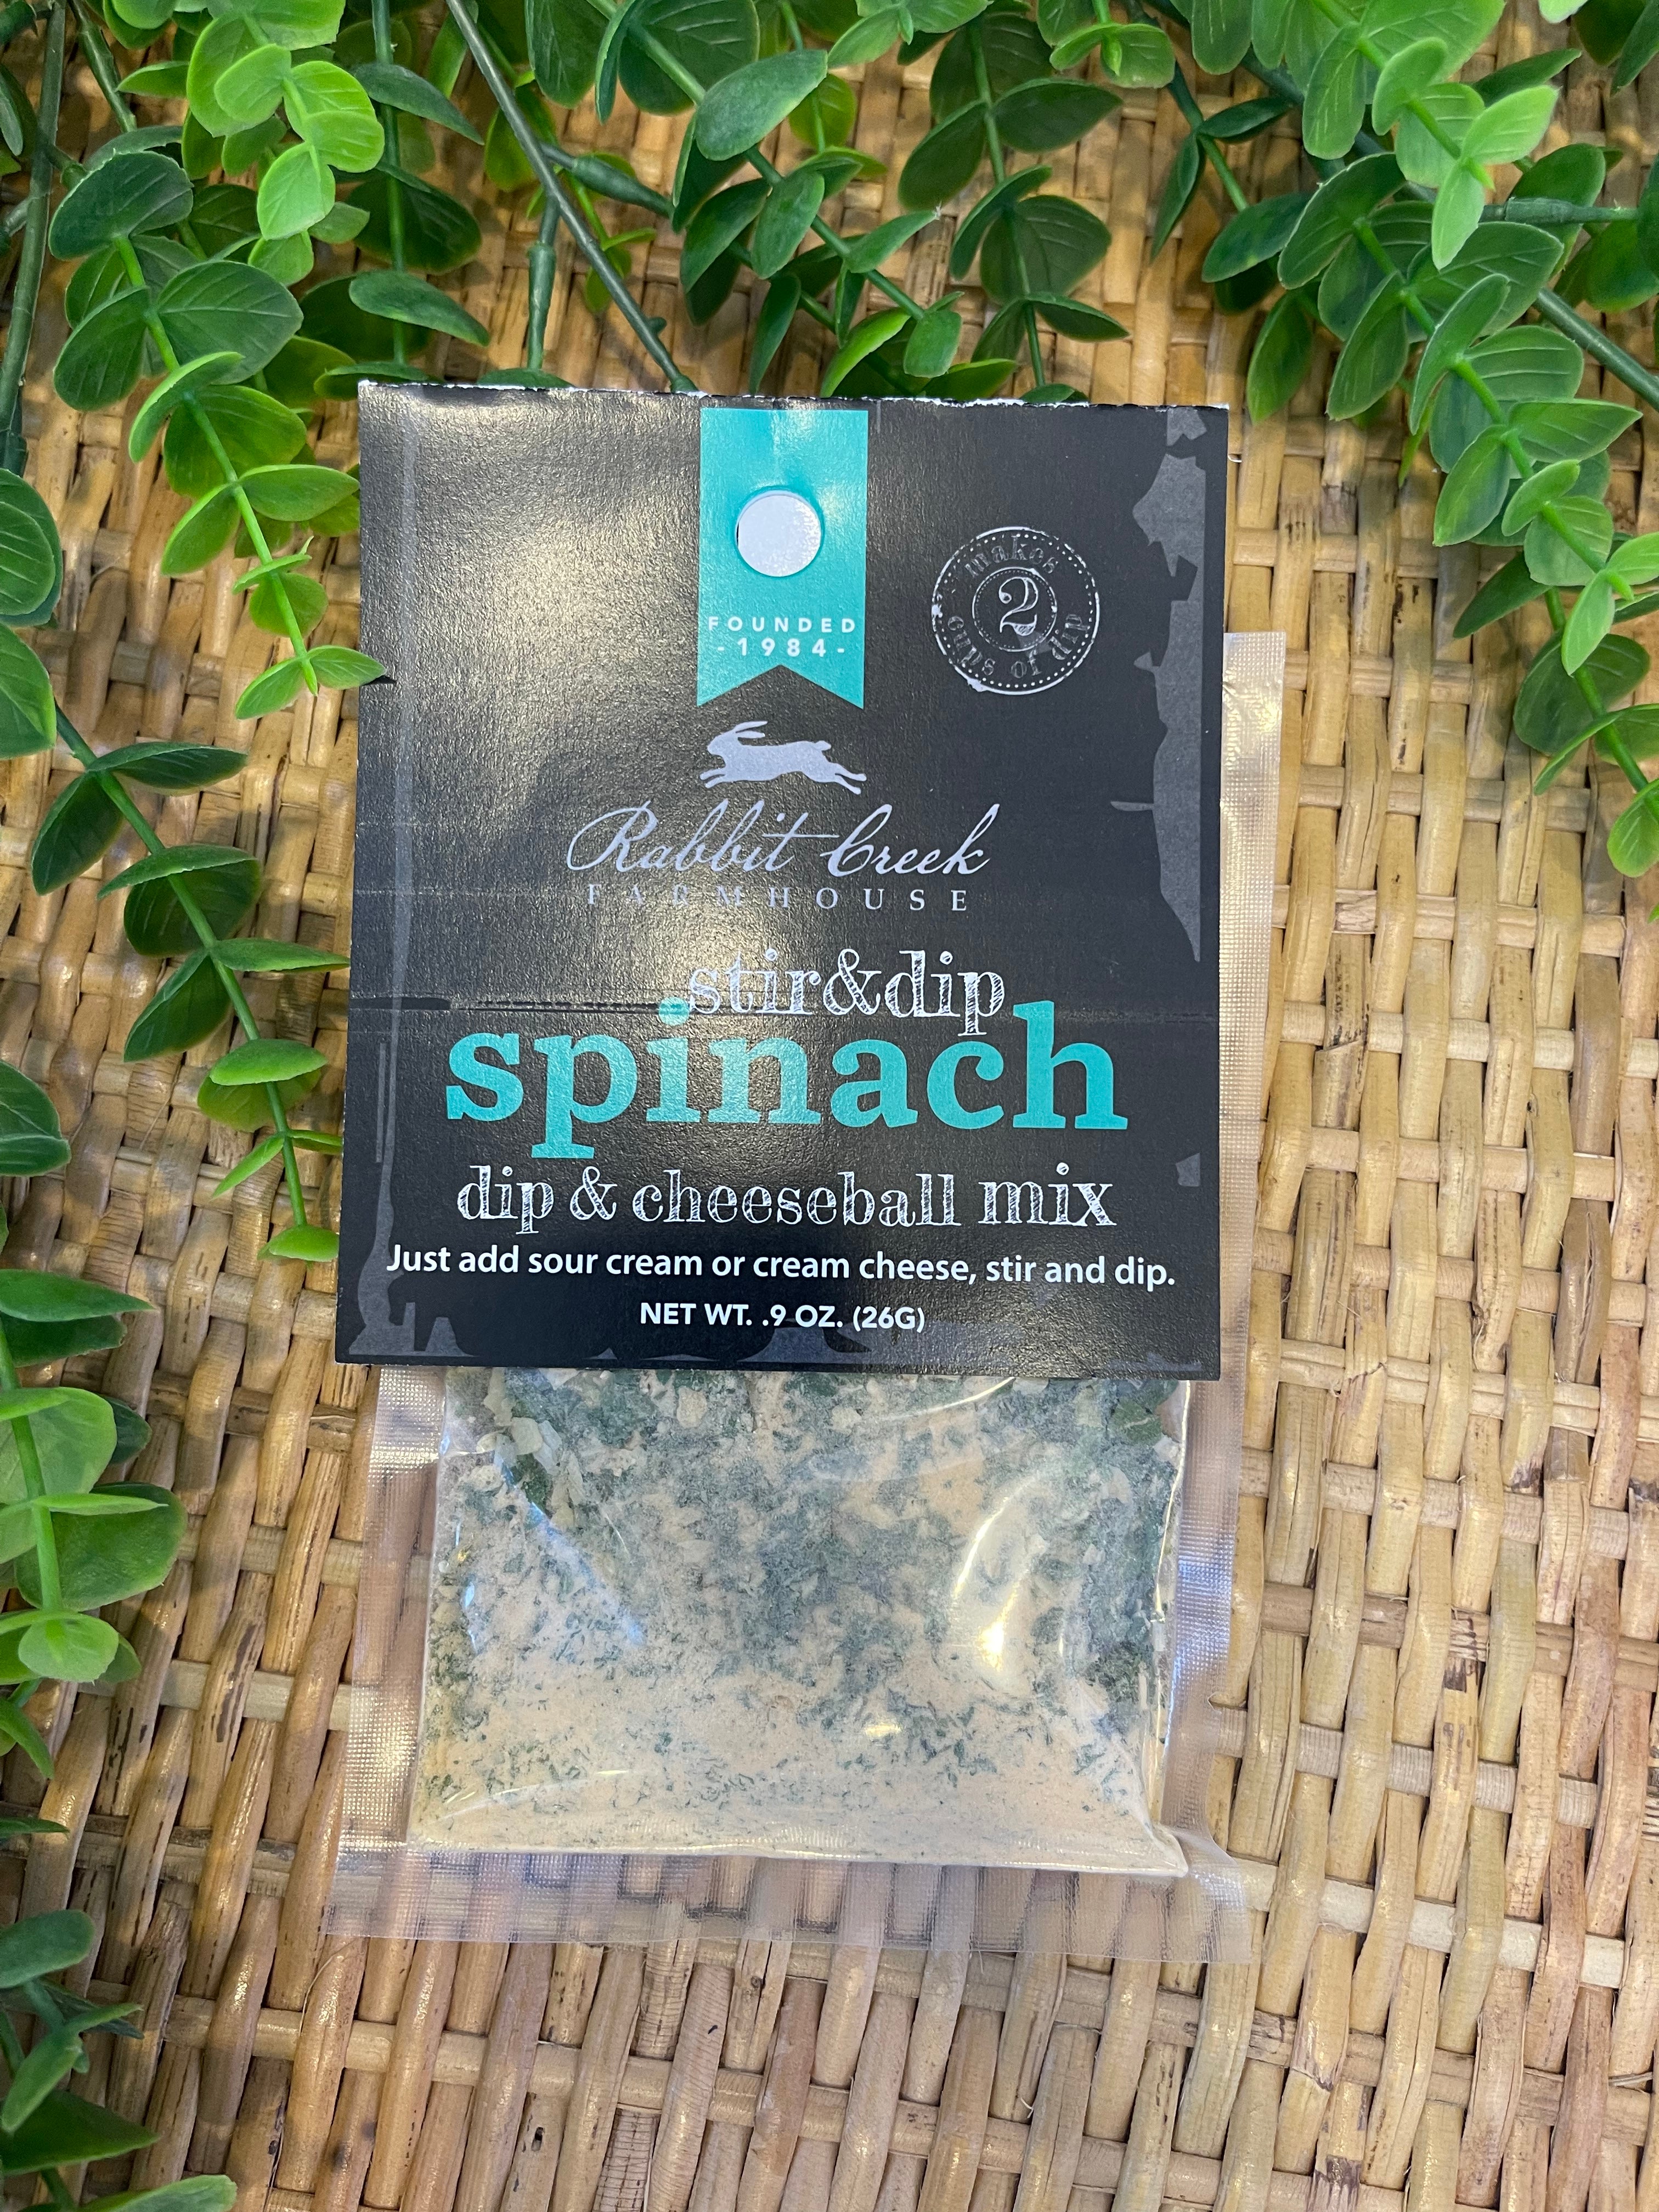 FOUNDED
-1984-
makes
2
cups of dip
Rabbit Creek
FARMHOUSE
stir&dip
spinach
dip & cheeseball mix
Just add sour cream or cream cheese, stir and dip.
NET WT. .9 OZ. (26G)